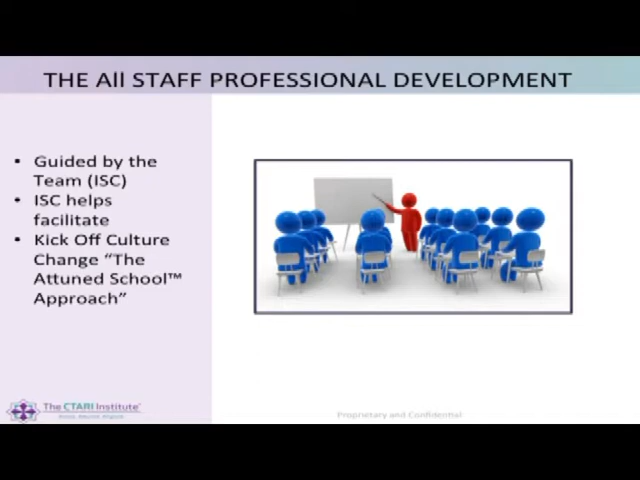 THE All STAFF PROFESSIONAL DEVELOPMENT
▪ Guided by the
Team (ISC)
▪ ISC helps
facilitate
▪ Kick Off Culture
Change “The
Attuned School™
Approach”
The CTARI Institute
Proprietary and Confidential